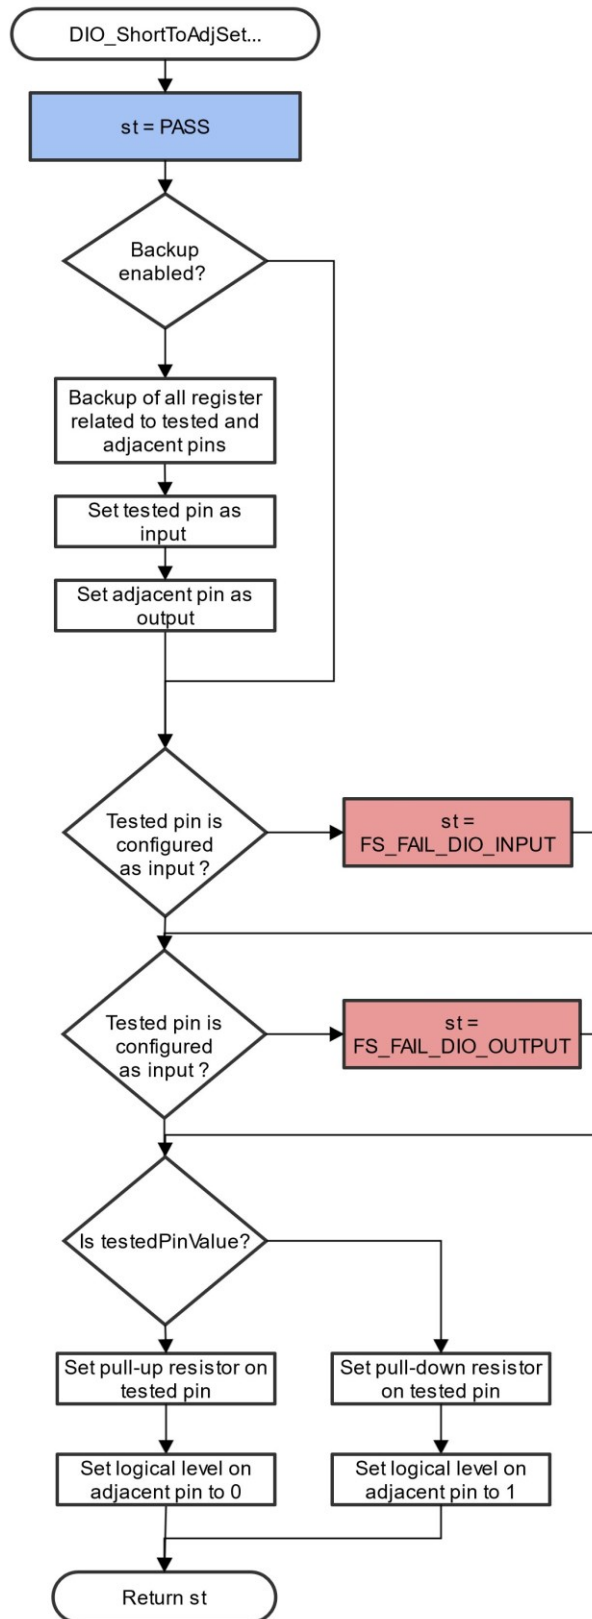 DIO_ShortToAdjSet...
st = PASS
Backup
enabled?
Backup of all register
related to tested and
adjacent pins
Set tested pin as
input
Set adjacent pin as
output
Tested pin is
configured
as input ?
st =
FS_FAIL_DIO_INPUT
Tested pin is
configured
as input ?
st =
FS_FAIL_DIO_OUTPUT
Is testedPinValue?
Set pull-up resistor on
tested pin
Set pull-down resistor
on tested pin
Set logical level on
adjacent pin to 0
Set logical level on
adjacent pin to 1
Return st